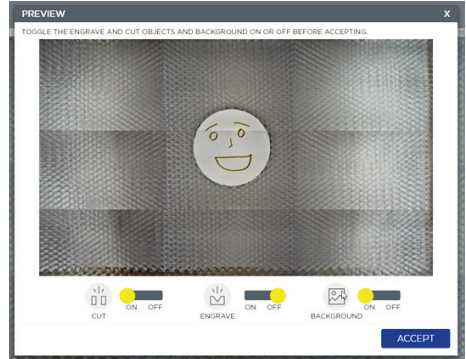 PREVIEW X
TOGGLE THE ENGRAVE AND CUT OBJECTS AND BACKGROUND ON OR OFF BEFORE ACCEPTING.
ON OFF ON OFF ON OFF
CUT ENGRAVE BACKGROUND
ACCEPT